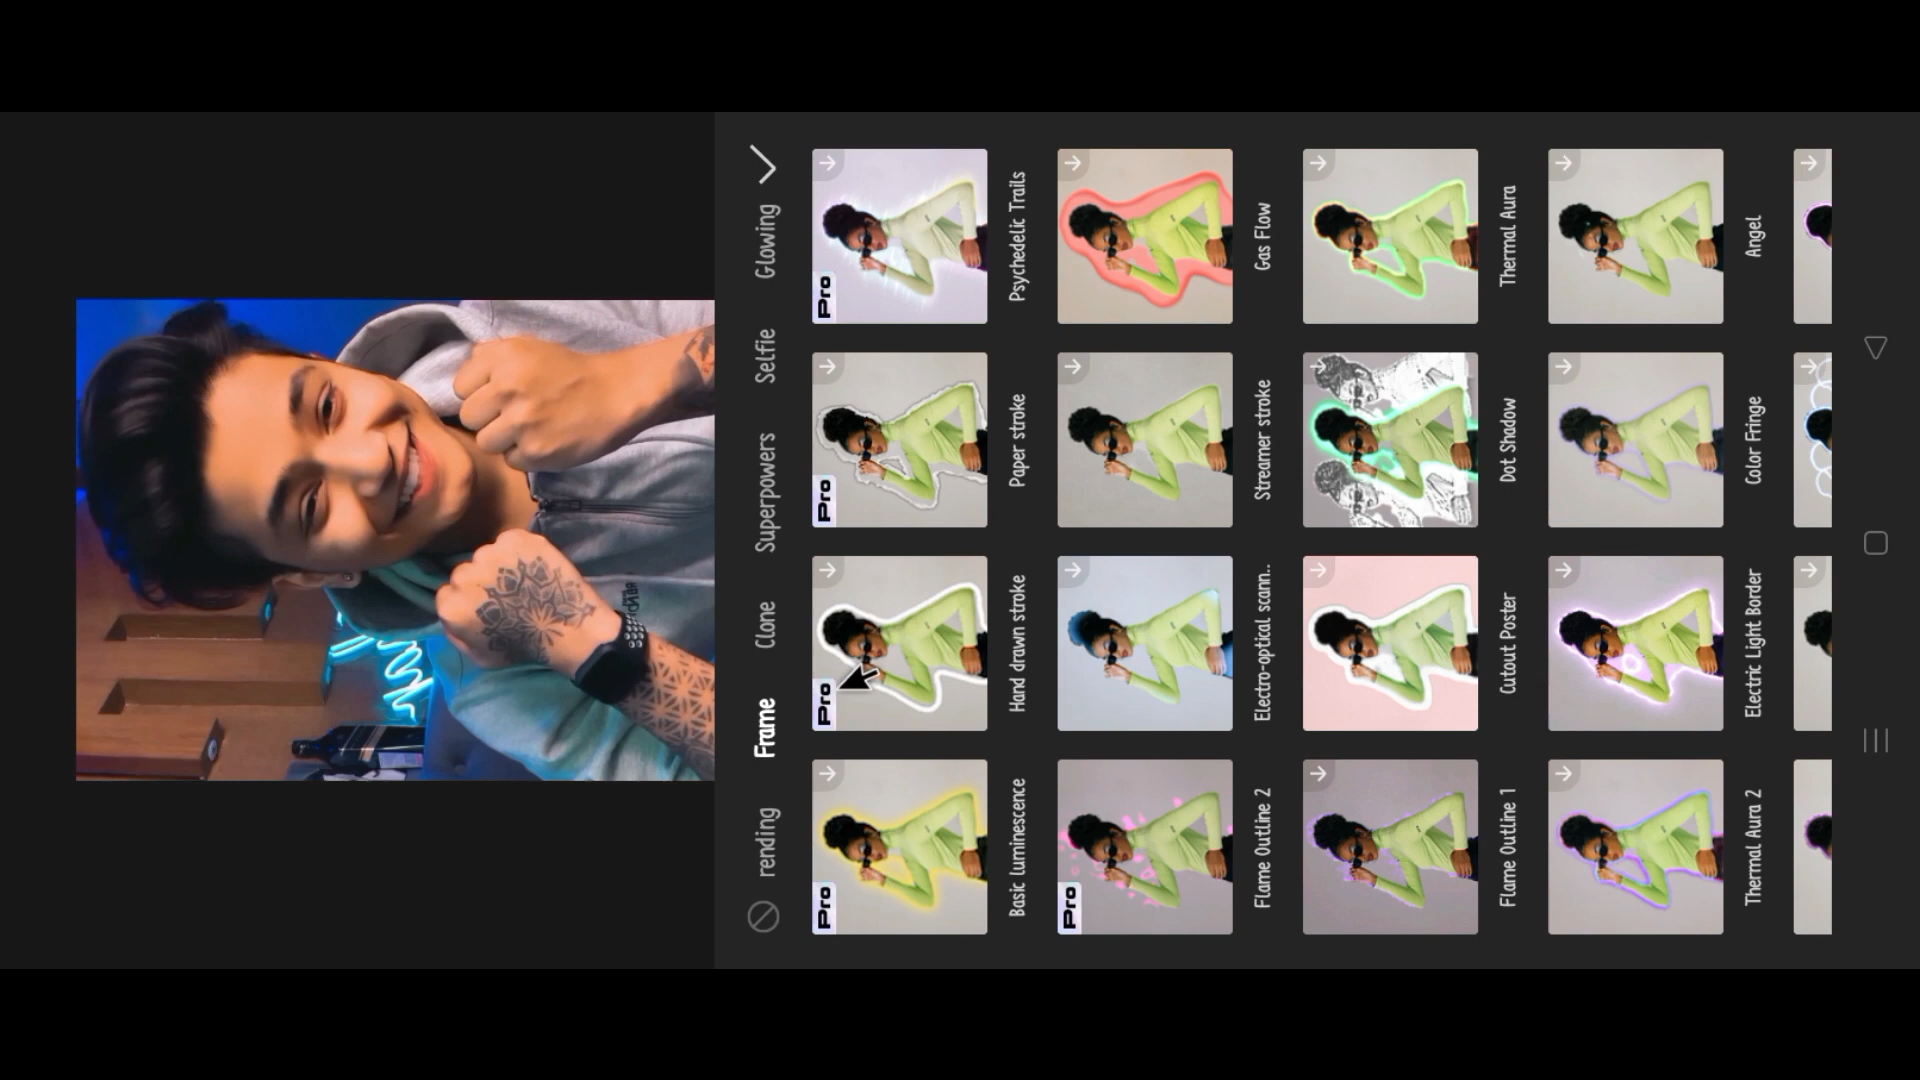 rending Frame Clone Superpowers Selfie Glowing
Pro Pro Pro Pro
Basic luminescence Hand drawn stroke Paper stroke Psychedelic Trails
Pro
Flame Outline 2 Electro-optical scann.. Streamer stroke Gas Flow
Flame Outline 1 Cutout Poster Dot Shadow Thermal Aura
Thermal Aura 2 Electric Light Border Color Fringe Angel